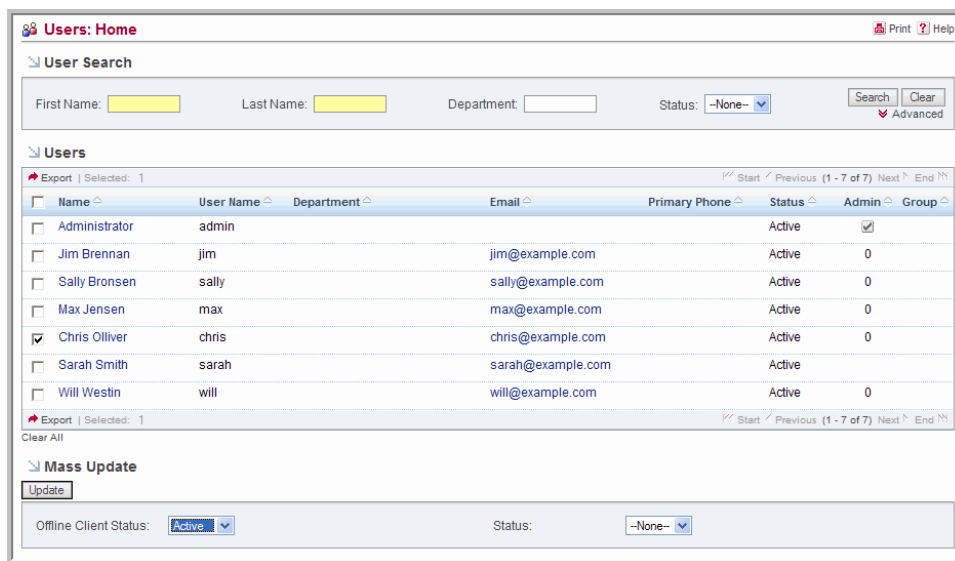 Users: Home Print ? Help
User Search
First Name: Last Name: Department: Status: --None-- Search Clear
Advanced
Users
Export | Selected: 1 Start Previous (1 - 7 of 7) Next End
Name User Name Department Email Primary Phone Status Admin Group
Administrator admin Active
Jim Brennan jim jim@example.com Active 0
Sally Bronsen sally sally@example.com Active 0
Max Jensen max max@example.com Active 0
Chris Olliver chris chris@example.com Active 0
Sarah Smith sarah sarah@example.com Active
Will Westin will will@example.com Active 0
Export | Selected: 1 Start Previous (1 - 7 of 7) Next End
Clear All
Mass Update
Update
Offline Client Status: Active Status: --None--